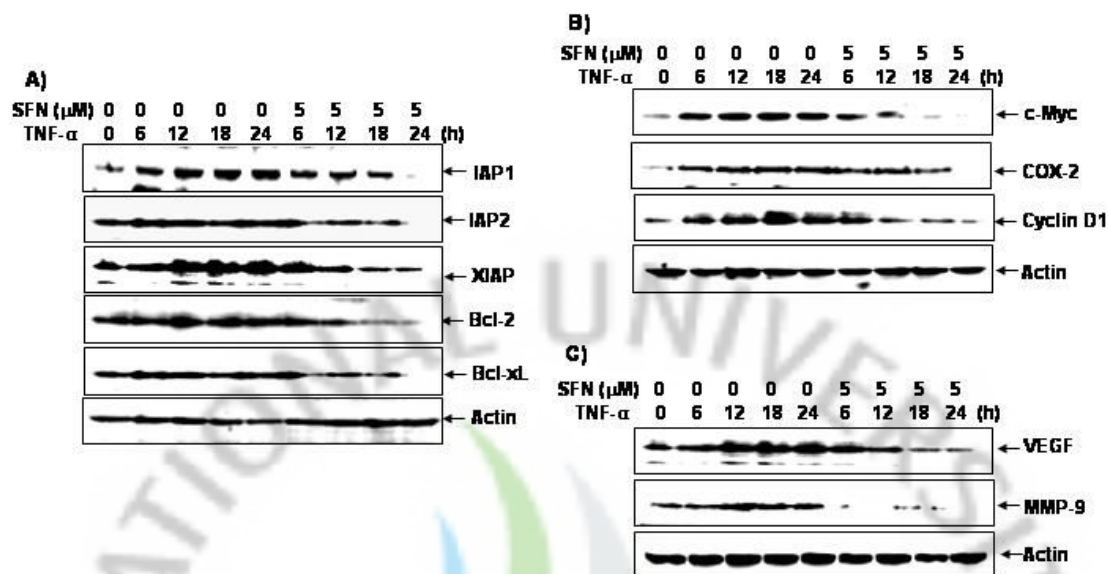 A)
SFN (μM) 0 0 0 0 0 5 5 5 5
TNF-α 0 6 12 18 24 6 12 18 24 (h)
IAP1
IAP2
XIAP
Bcl-2
Bcl-xL
Actin
B)
SFN (μM) 0 0 0 0 0 5 5 5 5
TNF-α 0 6 12 18 24 6 12 18 24 (h)
c-Myc
COX-2
Cyclin D1
Actin
C)
SFN (μM) 0 0 0 0 0 5 5 5 5
TNF-α 0 6 12 18 24 6 12 18 24 (h)
VEGF
MMP-9
Actin
ATIONAL UNIVERSI